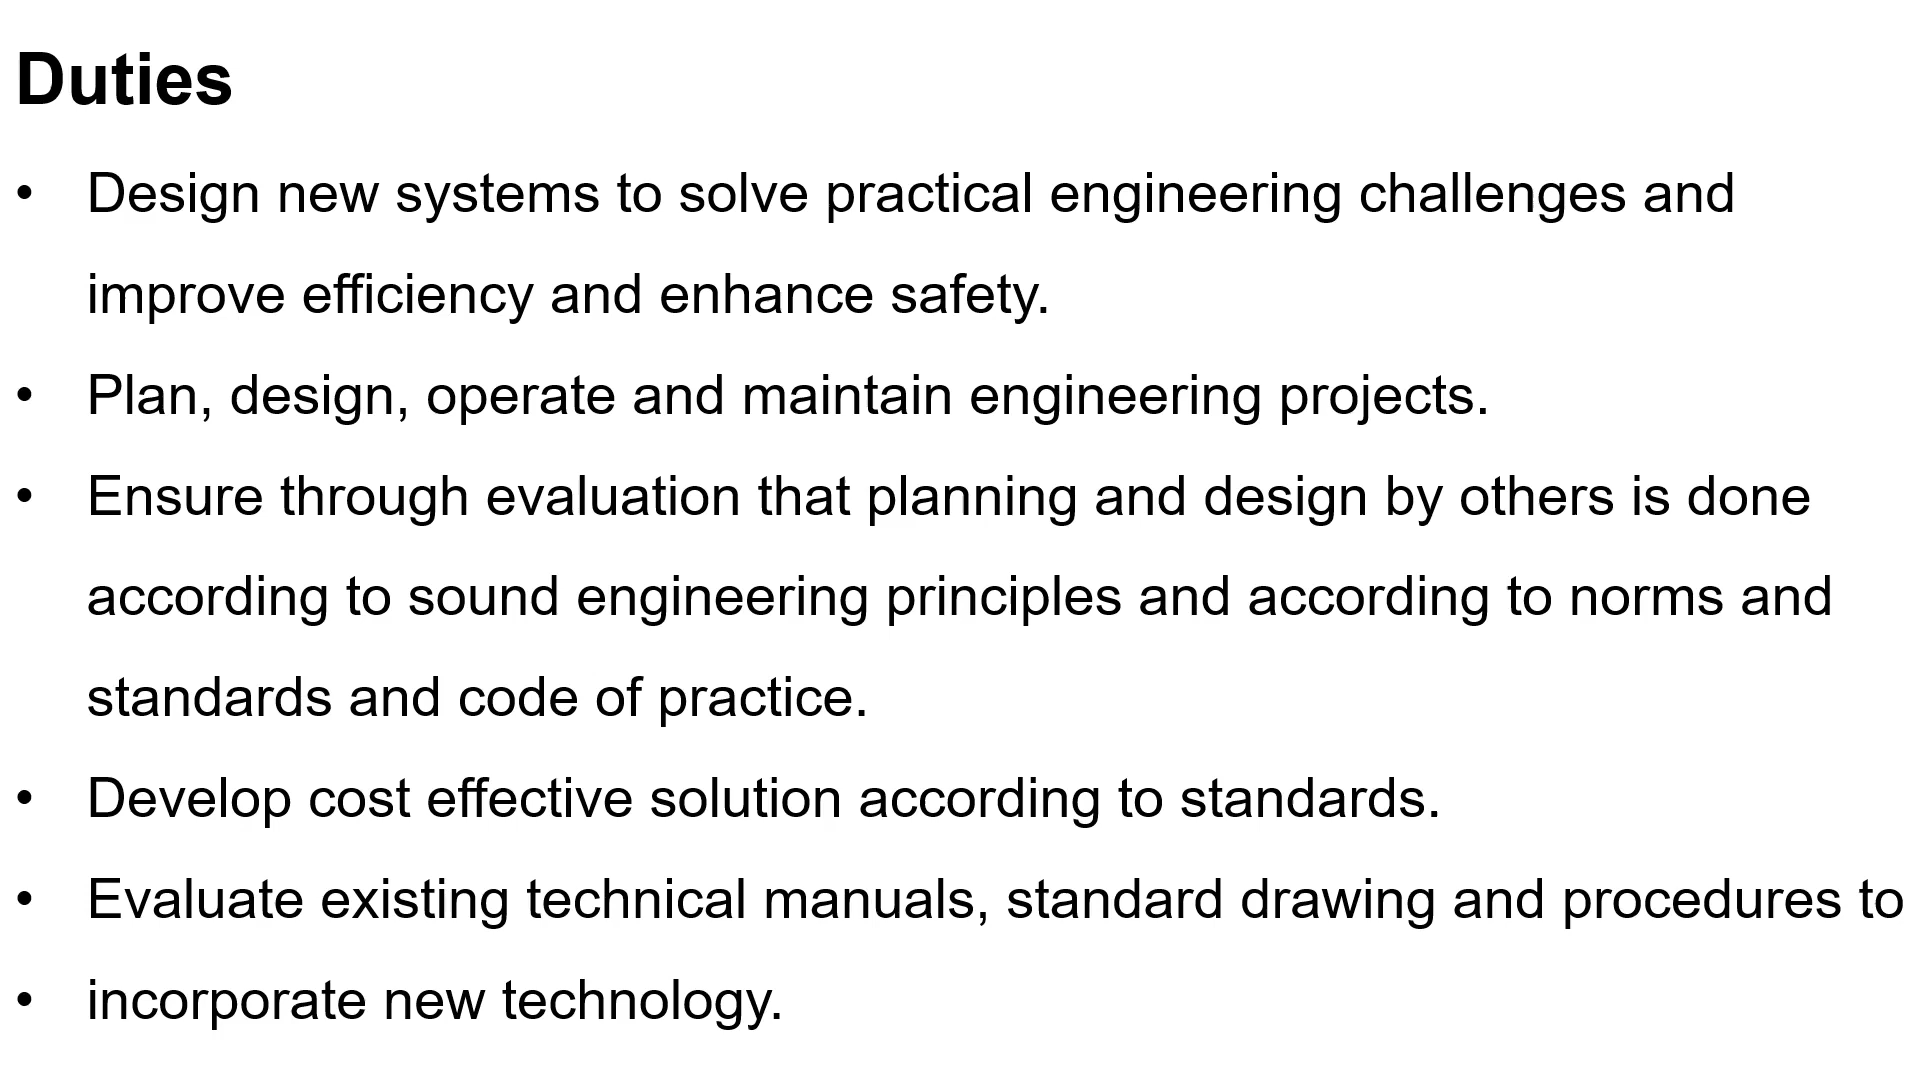 Duties
• Design new systems to solve practical engineering challenges and
improve efficiency and enhance safety.
• Plan, design, operate and maintain engineering projects.
• Ensure through evaluation that planning and design by others is done
according to sound engineering principles and according to norms and
standards and code of practice.
• Develop cost effective solution according to standards.
• Evaluate existing technical manuals, standard drawing and procedures to
• incorporate new technology.